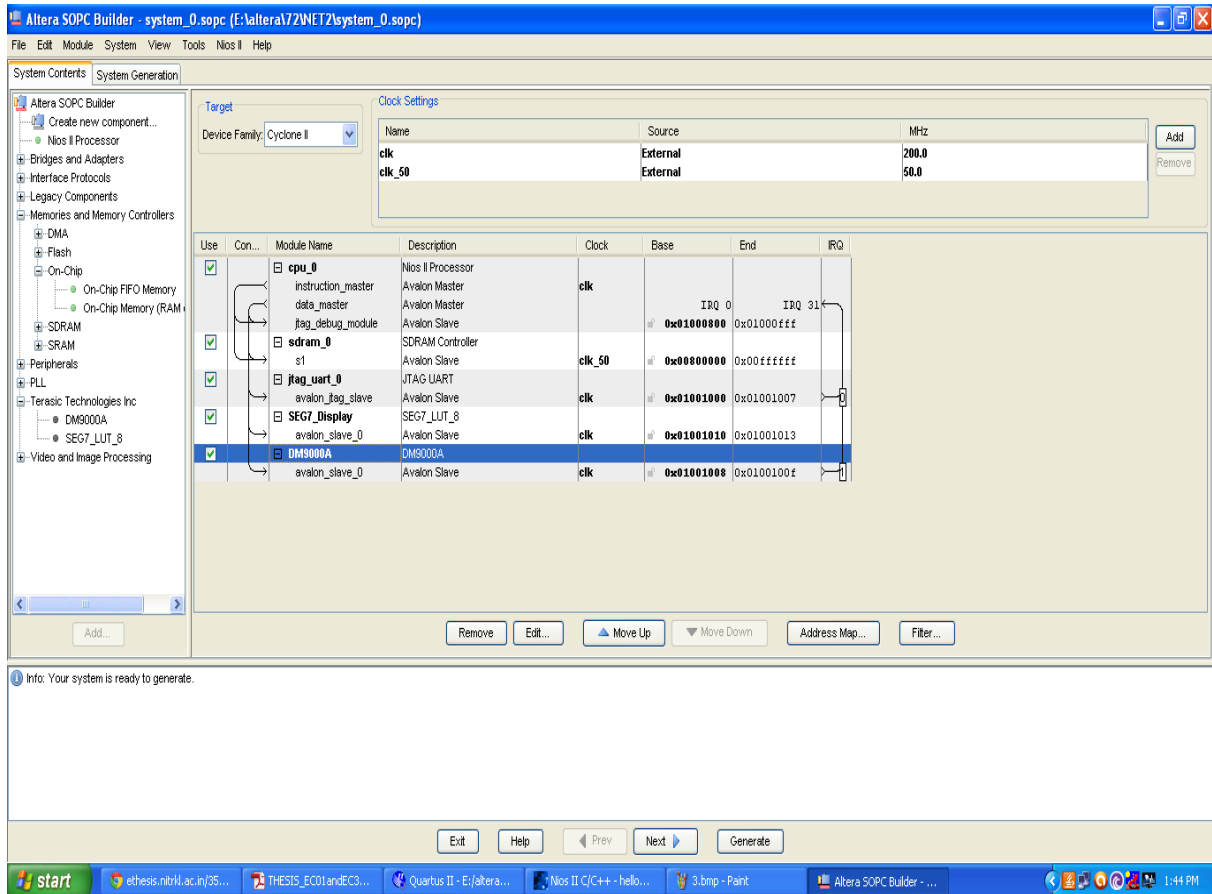 Altera SOPC Builder - system_0.sopc (E:\altera\72\NET2\system_0.sopc)
File Edit Module System View Tools Nios II Help
System Contents System Generation
Altera SOPC Builder
Create new component...
Nios II Processor
Bridges and Adapters
Interface Protocols
Legacy Components
Memories and Memory Controllers
DMA
Flash
On-Chip
On-Chip FIFO Memory
On-Chip Memory (RAM
SDRAM
SRAM
Peripherals
PLL
Terasic Technologies Inc
DM9000A
SEG7_LUT_8
Video and Image Processing
Add...
Target
Device Family: Cyclone II
Clock Settings
Name Source MHz
clk External 200.0
clk_50 External 50.0
Add
Remove
Use Con... Module Name Description Clock Base End IRQ
cpu_0 Nios II Processor
instruction_master Avalon Master clk
data_master Avalon Master IRQ 0 IRQ 31
jtag_debug_module Avalon Slave 0x01000800 0x01000fff
sdram_0 SDRAM Controller
s1 Avalon Slave clk_50 0x00800000 0x00ffffff
jtag_uart_0 JTAG UART
avalon_jtag_slave Avalon Slave clk 0x01001000 0x01001007 0
SEG7_Display SEG7_LUT_8
avalon_slave_0 Avalon Slave clk 0x01001010 0x01001013
DM9000A DM9000A
avalon_slave_0 Avalon Slave clk 0x01001008 0x0100100f 1
Remove Edit... Move Up Move Down Address Map... Filter...
Info: Your system is ready to generate.
Exit Help Prev Next Generate
start ethesis.nitrkl.ac.in/35... THESIS_EC01andEC3... Quartus II - E:/altera... Nios II C/C++ - hello... 3.bmp - Paint Altera SOPC Builder - ... 1:44 PM